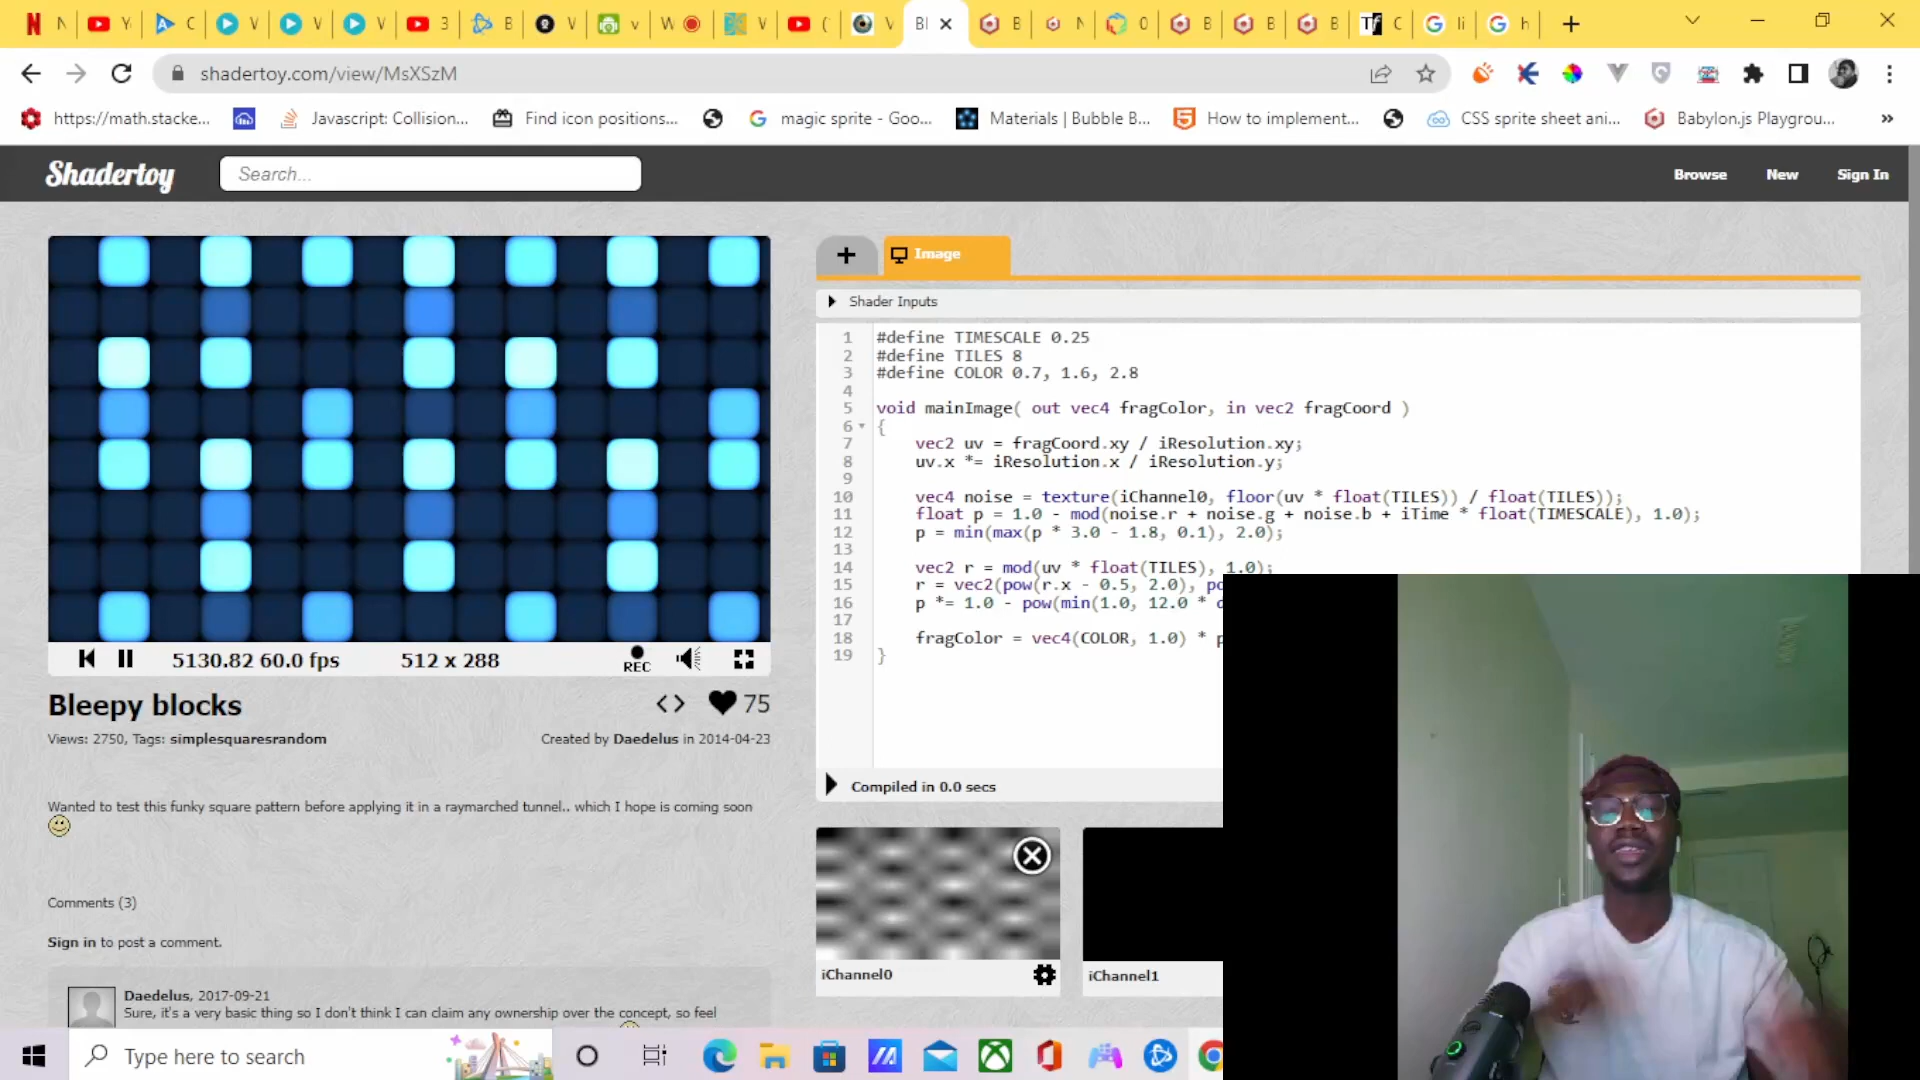 N
Y
C
V
V
V
3
B
V
v
W
V
(
V
Bl
B
N
0
B
B
B
C
li
h
shadertoy.com/view/MsXSzM
https://math.stacke...
Javascript: Collision...
Find icon positions...
magic sprite - Goo...
Materials | Bubble B...
How to implement...
CSS sprite sheet ani...
Babylon.js Playgrou...
»
Shadertoy
Search...
Browse
New
Sign In
+
Image
Shader Inputs
1 #define TIMESCALE 0.25
2 #define TILES 8
3 #define COLOR 0.7, 1.6, 2.8
4
5 void mainImage( out vec4 fragColor, in vec2 fragCoord )
6 {
7 vec2 uv = fragCoord.xy / iResolution.xy;
8 uv.x *= iResolution.x / iResolution.y;
9
10 vec4 noise = texture(iChannel0, floor(uv * float(TILES)) / float(TILES));
11 float p = 1.0 - mod(noise.r + noise.g + noise.b + iTime * float(TIMESCALE), 1.0);
12 p = min(max(p * 3.0 - 1.8, 0.1), 2.0);
13
14 vec2 r = mod(uv * float(TILES), 1.0);
15 r = vec2(pow(r.x - 0.5, 2.0), po
16 p *= 1.0 - pow(min(1.0, 12.0 * d
17
18 fragColor = vec4(COLOR, 1.0) * p
19 }
5130.82 60.0 fps
512 x 288
REC
Bleepy blocks
75
Views: 2750, Tags: simplesquaresrandom
Created by Daedelus in 2014-04-23
Compiled in 0.0 secs
Wanted to test this funky square pattern before applying it in a raymarched tunnel.. which I hope is coming soon
Comments (3)
Sign in to post a comment.
iChannel0
iChannel1
Daedelus, 2017-09-21
Sure, it's a very basic thing so I don't think I can claim any ownership over the concept, so feel
Type here to search